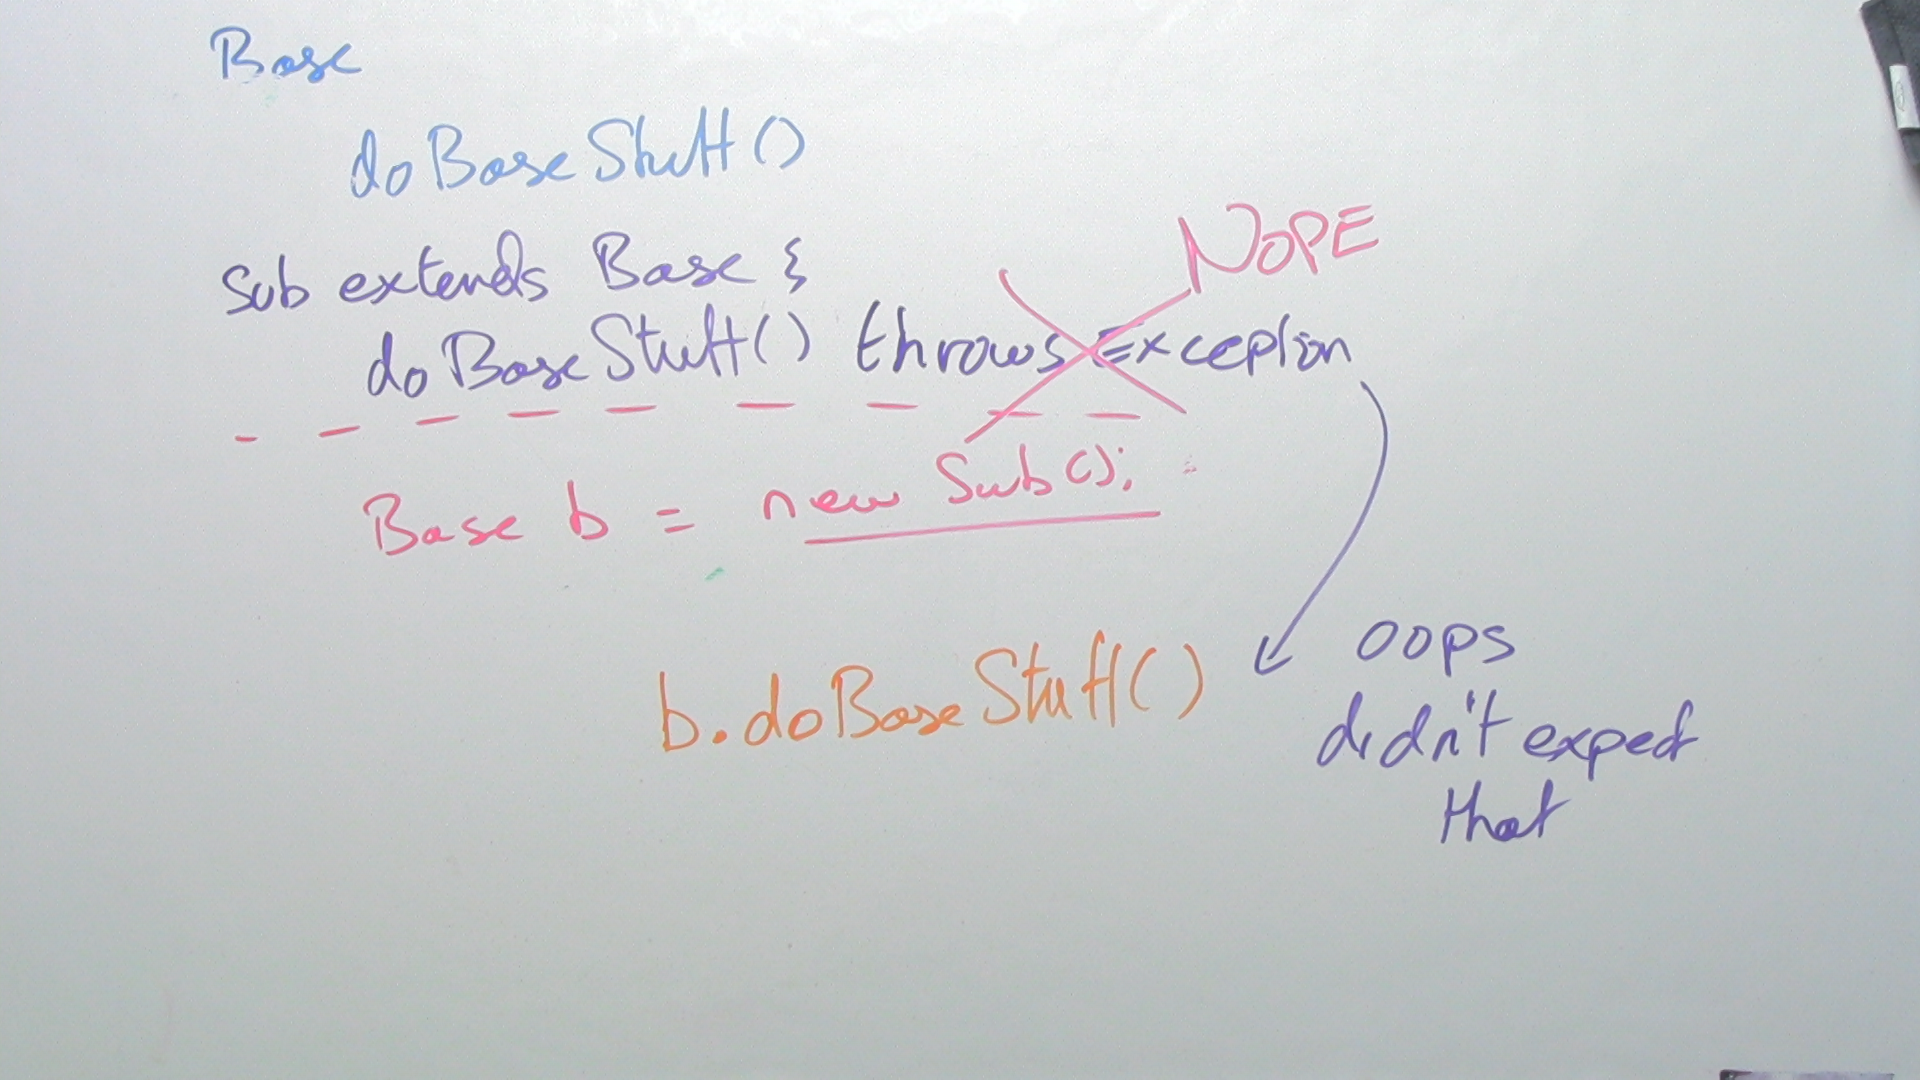 Base
doBaseStuff()
NOPE
Sub extends Base {
doBaseStuff() throws Exception
Base b = new Sub();
b.doBaseStuff()
oops
didn't expect
that